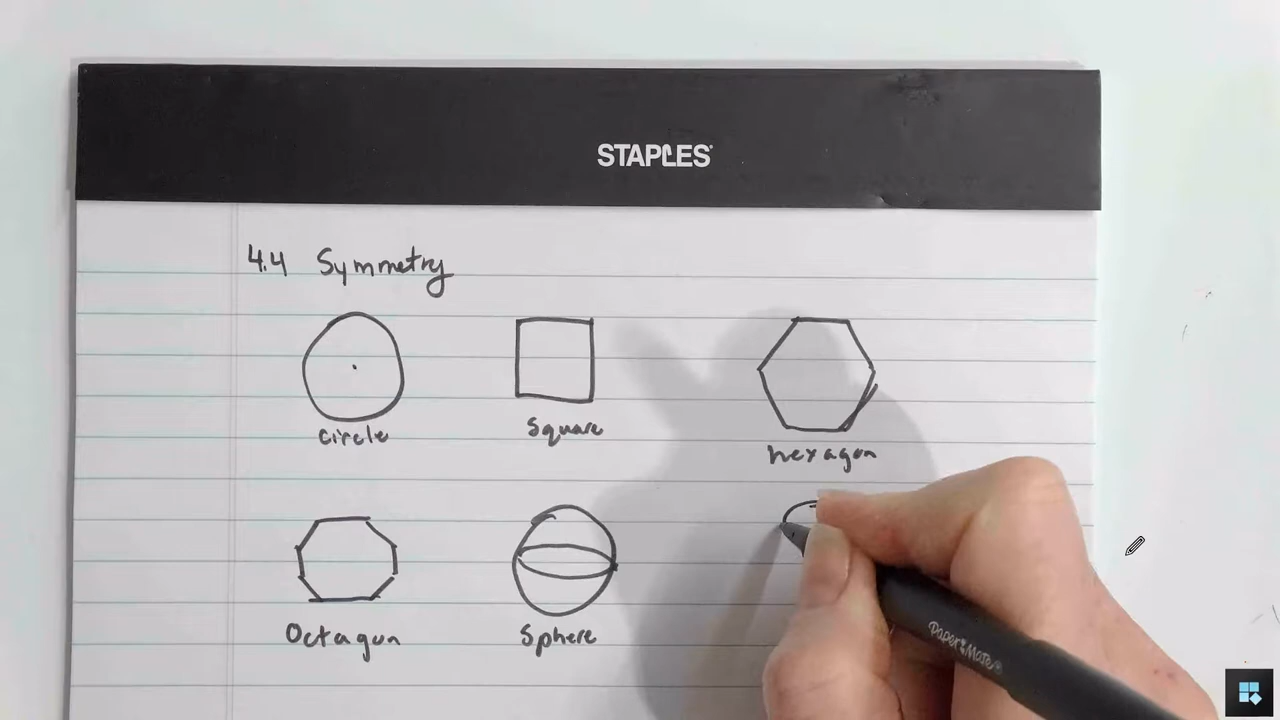 STAPLES
4.4 Symmetry
Circle
Square
hexagon
Octagon
Sphere
Paper Mate®